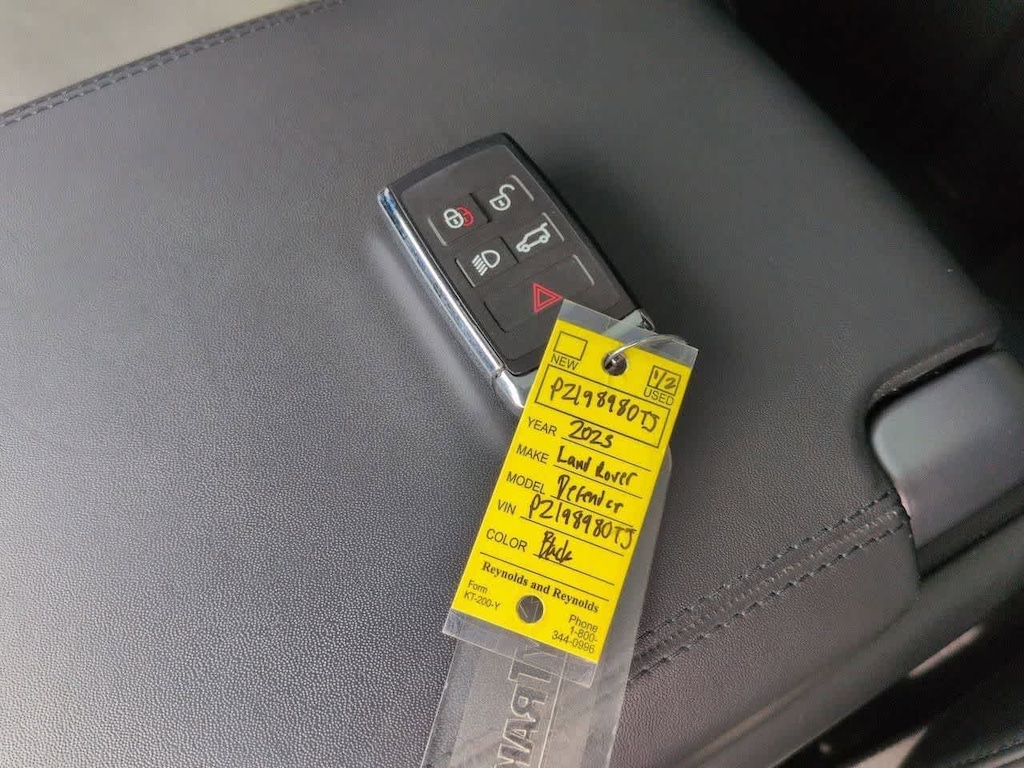 NEW
1/2
USED
PZ198980TJ
YEAR 2023
MAKE Land Rover
MODEL Defender
VIN PZ198980TJ
COLOR Black
Reynolds and Reynolds
Form
KT-200-Y
Phone
1-800-
344-0996